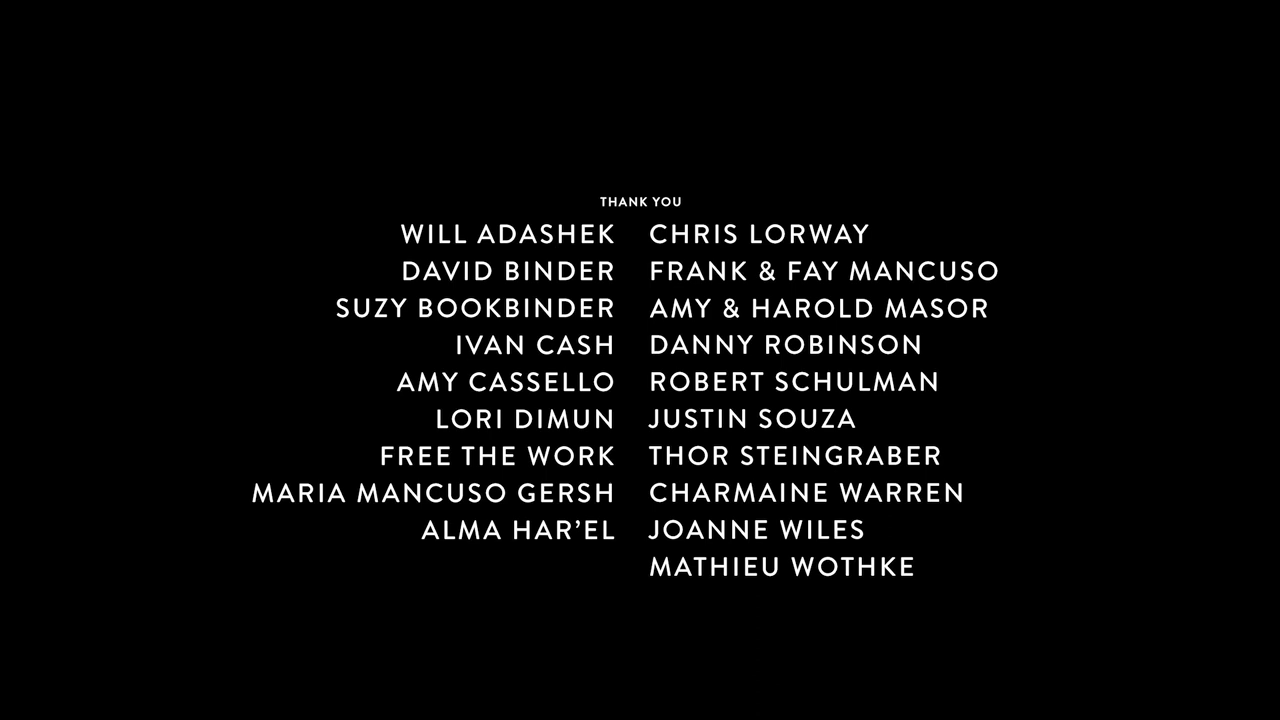 THANK YOU
WILL ADASHEK
DAVID BINDER
SUZY BOOKBINDER
IVAN CASH
AMY CASSELLO
LORI DIMUN
FREE THE WORK
MARIA MANCUSO GERSH
ALMA HAR’EL
CHRIS LORWAY
FRANK & FAY MANCUSO
AMY & HAROLD MASOR
DANNY ROBINSON
ROBERT SCHULMAN
JUSTIN SOUZA
THOR STEINGRABER
CHARMAINE WARREN
JOANNE WILES
MATHIEU WOTHKE